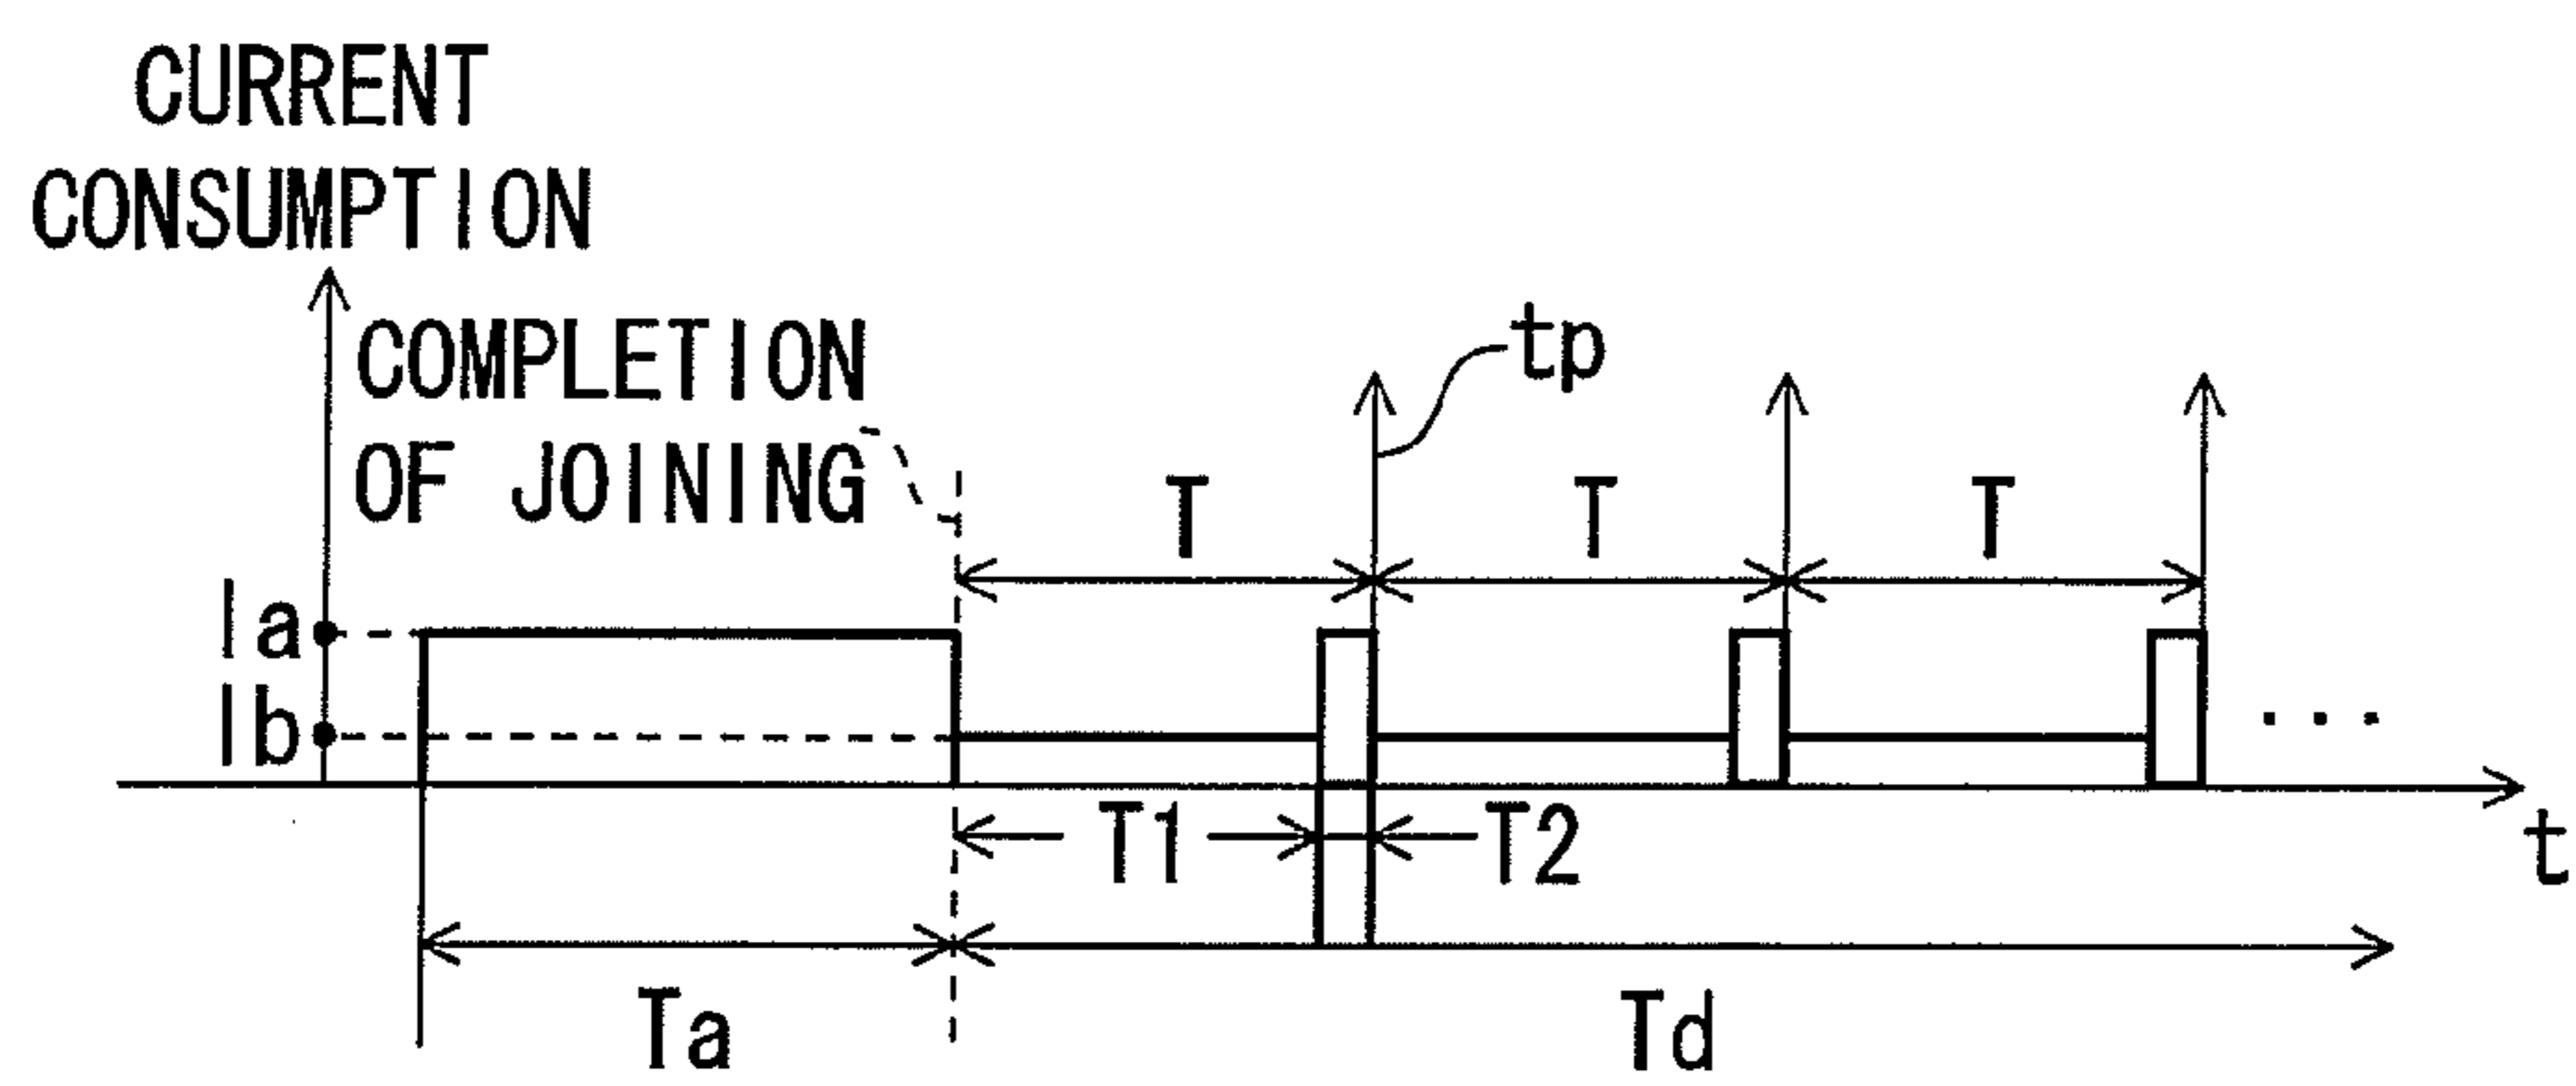 CURRENT
CONSUMPTION
COMPLETION
OF JOINING
tp
T T T
Ia
Ib
...
T1 T2
t
Ta Td